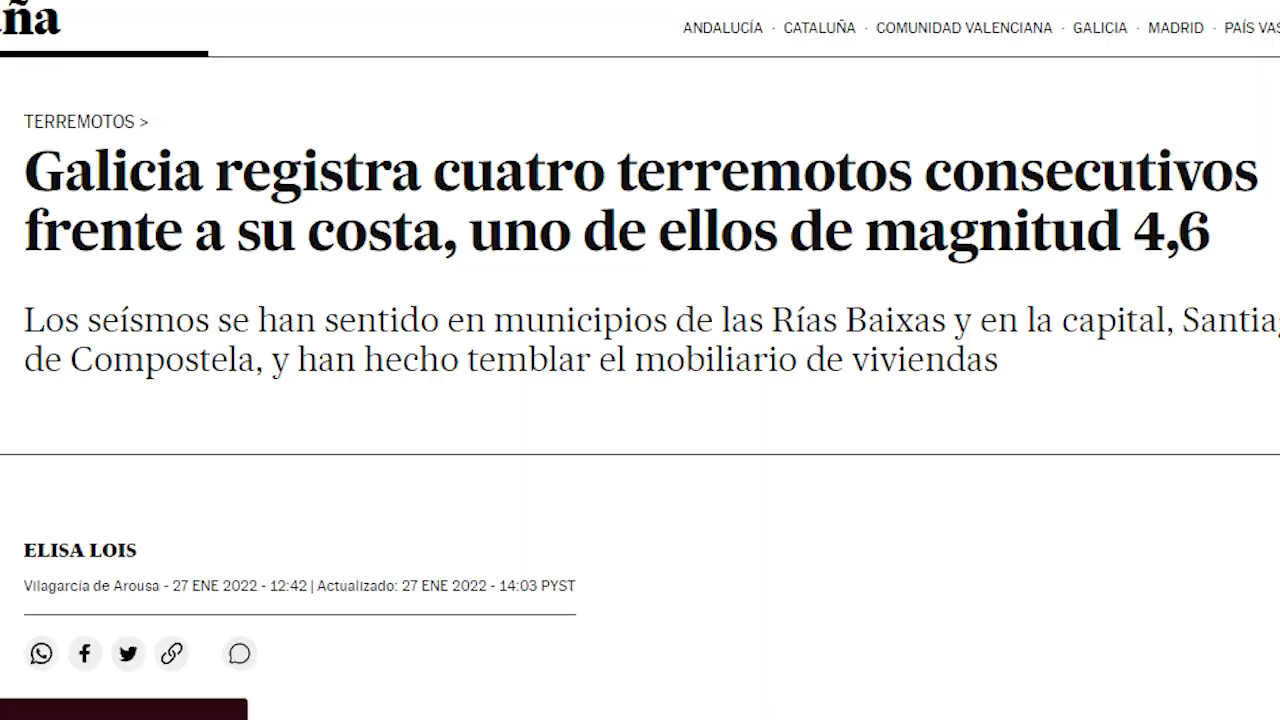 ña
ANDALUCÍA · CATALUÑA · COMUNIDAD VALENCIANA · GALICIA · MADRID · PAÍS VAS
TERREMOTOS >
Galicia registra cuatro terremotos consecutivos
frente a su costa, uno de ellos de magnitud 4,6
Los seísmos se han sentido en municipios de las Rías Baixas y en la capital, Santiag
de Compostela, y han hecho temblar el mobiliario de viviendas
ELISA LOIS
Vilagarcía de Arousa - 27 ENE 2022 - 12:42 | Actualizado: 27 ENE 2022 - 14:03 PYST